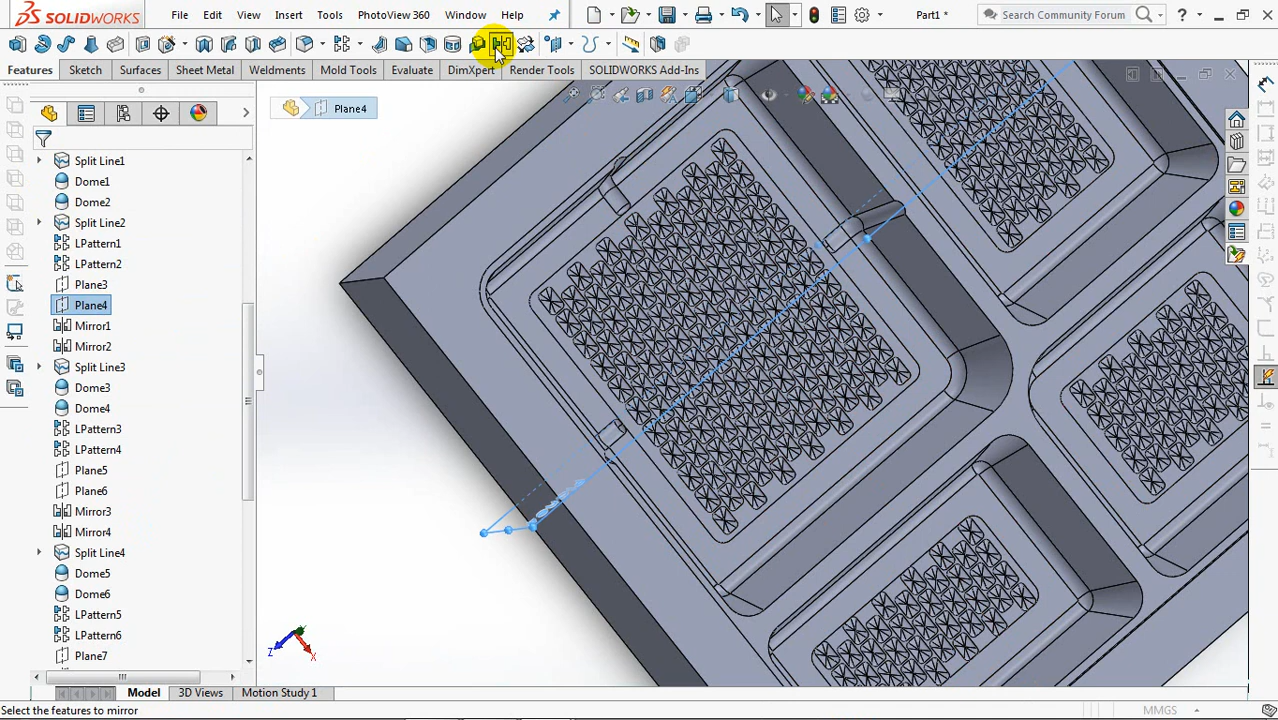 DS SOLIDWORKS File Edit View Insert Tools PhotoView 360 Window Help Part1 * Search Community Forum ?
Features Sketch Surfaces Sheet Metal Weldments Mold Tools Evaluate DimXpert Render Tools SOLIDWORKS Add-Ins
Plane4
Split Line1
Dome1
Dome2
Split Line2
LPattern1
LPattern2
Plane3
Plane4
Mirror1
Mirror2
Split Line3
Dome3
Dome4
LPattern3
LPattern4
Plane5
Plane6
Mirror3
Mirror4
Split Line4
Dome5
Dome6
LPattern5
LPattern6
Plane7
Z X
Model 3D Views Motion Study 1
Select the features to mirror MMGS